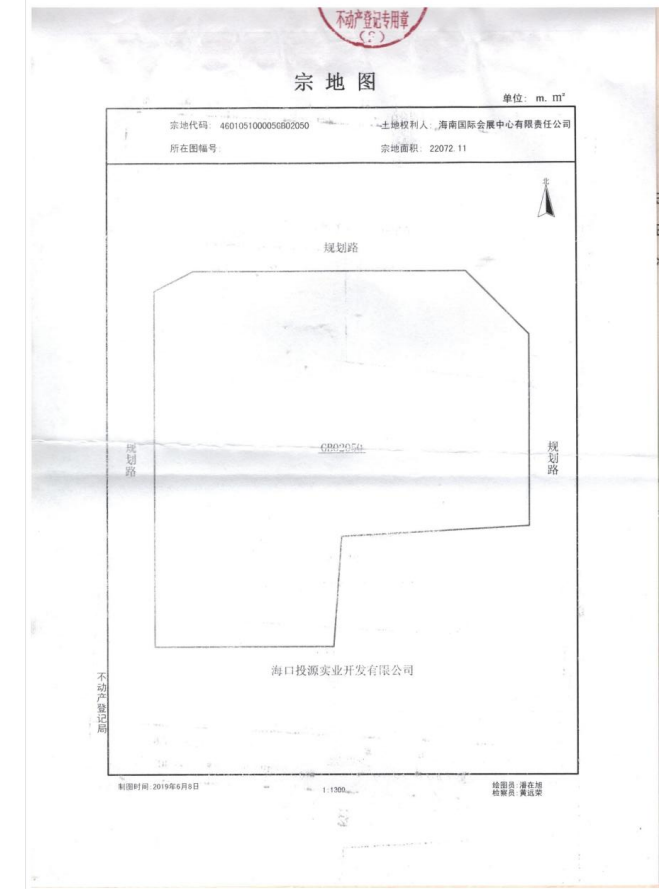 不动产登记专用章
(2)
宗地图
单位: m. m²
宗地代码: 460105100005GB02050
土地权利人: 海南国际会展中心有限责任公司
所在图幅号:
宗地面积: 22072.11
北
规划路
规划路
GB02050
规划路
海口投源实业开发有限公司
不动产登记局
制图时间:2019年6月8日
1:1300
绘图员:潘在旭
检察员:黄远荣